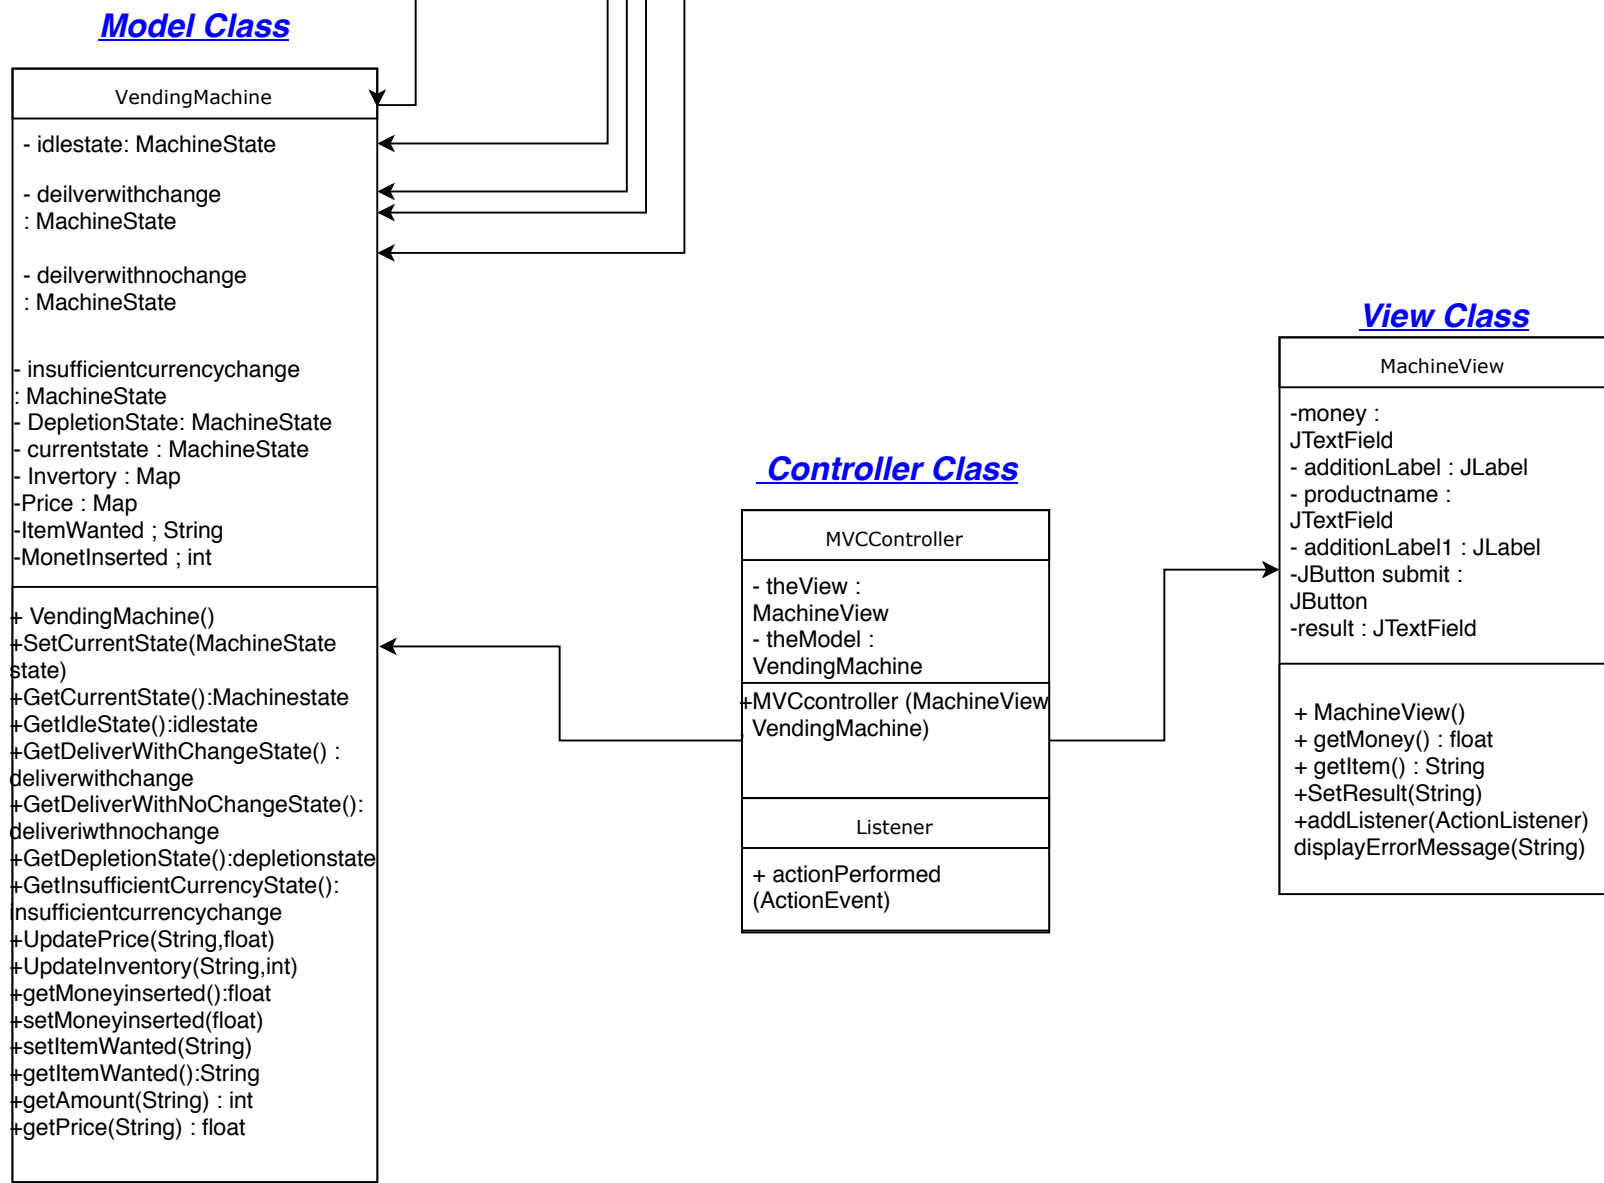 Model Class
VendingMachine
- idlestate: MachineState
- deilverwithchange
: MachineState
- deilverwithnochange
: MachineState
- insufficientcurrencychange
: MachineState
- DepletionState: MachineState
- currentstate : MachineState
- Invertory : Map
-Price : Map
-ItemWanted ; String
-MonetInserted ; int
+ VendingMachine()
+SetCurrentState(MachineState
state)
+GetCurrentState():Machinestate
+GetIdleState():idlestate
+GetDeliverWithChangeState() :
deliverwithchange
+GetDeliverWithNoChangeState():
deliveriwthnochange
+GetDepletionState():depletionstate
+GetInsufficientCurrencyState():
insufficientcurrencychange
+UpdatePrice(String,float)
+UpdateInventory(String,int)
+getMoneyinserted():float
+setMoneyinserted(float)
+setItemWanted(String)
+getItemWanted():String
+getAmount(String) : int
+getPrice(String) : float
Controller Class
MVCController
- theView :
MachineView
- theModel :
VendingMachine
+MVCcontroller (MachineView
, VendingMachine)
Listener
+ actionPerformed
(ActionEvent)
View Class
MachineView
-money :
JTextField
- additionLabel : JLabel
- productname :
JTextField
- additionLabel1 : JLabel
-JButton submit :
JButton
-result : JTextField
+ MachineView()
+ getMoney() : float
+ getItem() : String
+SetResult(String)
+addListener(ActionListener)
displayErrorMessage(String)